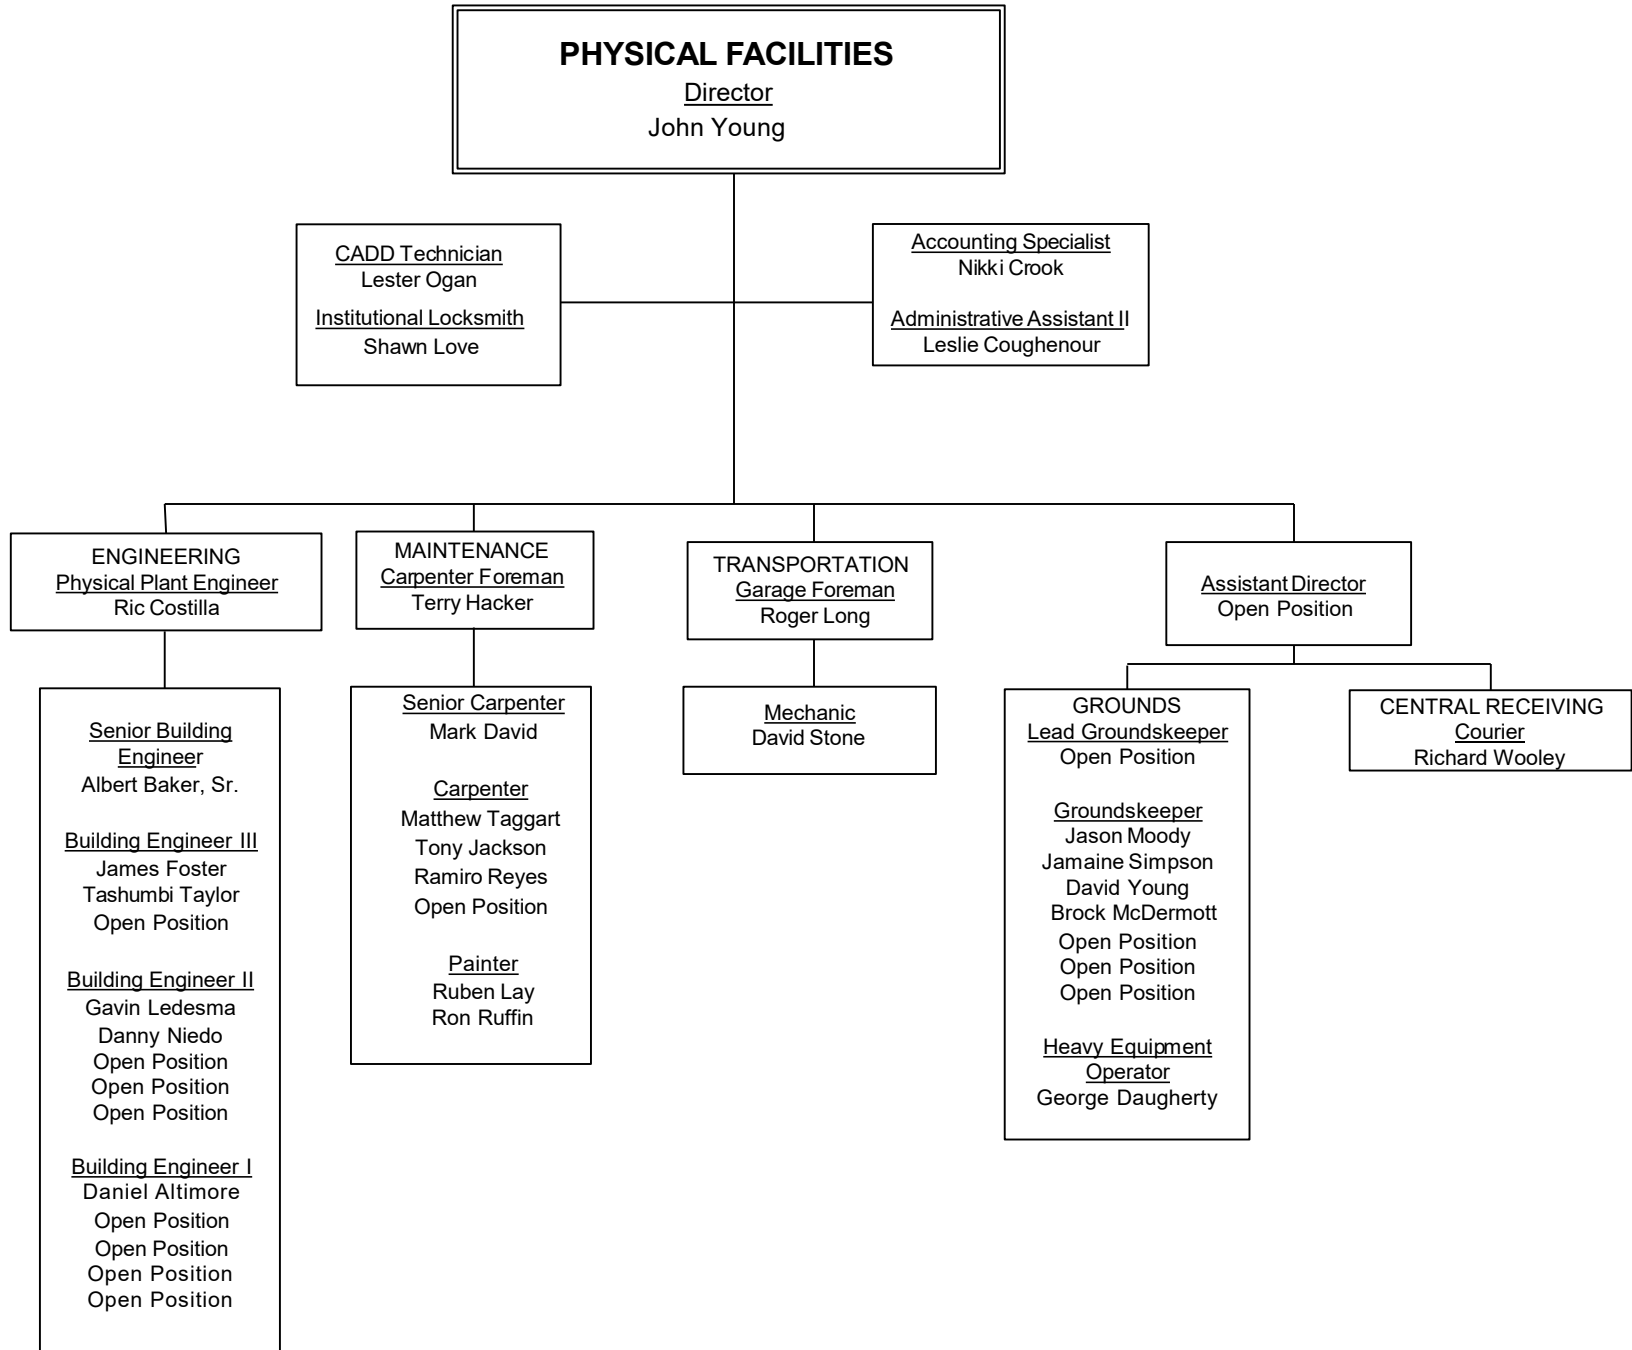 PHYSICAL FACILITIES
Director
John Young
CADD Technician
Lester Ogan
Institutional Locksmith
Shawn Love
Accounting Specialist
Nikki Crook
Administrative Assistant II
Leslie Coughenour
ENGINEERING
Physical Plant Engineer
Ric Costilla
MAINTENANCE
Carpenter Foreman
Terry Hacker
TRANSPORTATION
Garage Foreman
Roger Long
Assistant Director
Open Position
Senior Building
Engineer
Albert Baker, Sr.
Building Engineer III
James Foster
Tashumbi Taylor
Open Position
Building Engineer II
Gavin Ledesma
Danny Niedo
Open Position
Open Position
Open Position
Building Engineer I
Daniel Altimore
Open Position
Open Position
Open Position
Open Position
Senior Carpenter
Mark David
Carpenter
Matthew Taggart
Tony Jackson
Ramiro Reyes
Open Position
Painter
Ruben Lay
Ron Ruffin
Mechanic
David Stone
GROUNDS
Lead Groundskeeper
Open Position
Groundskeeper
Jason Moody
Jamaine Simpson
David Young
Brock McDermott
Open Position
Open Position
Open Position
Heavy Equipment
Operator
George Daugherty
CENTRAL RECEIVING
Courier
Richard Wooley